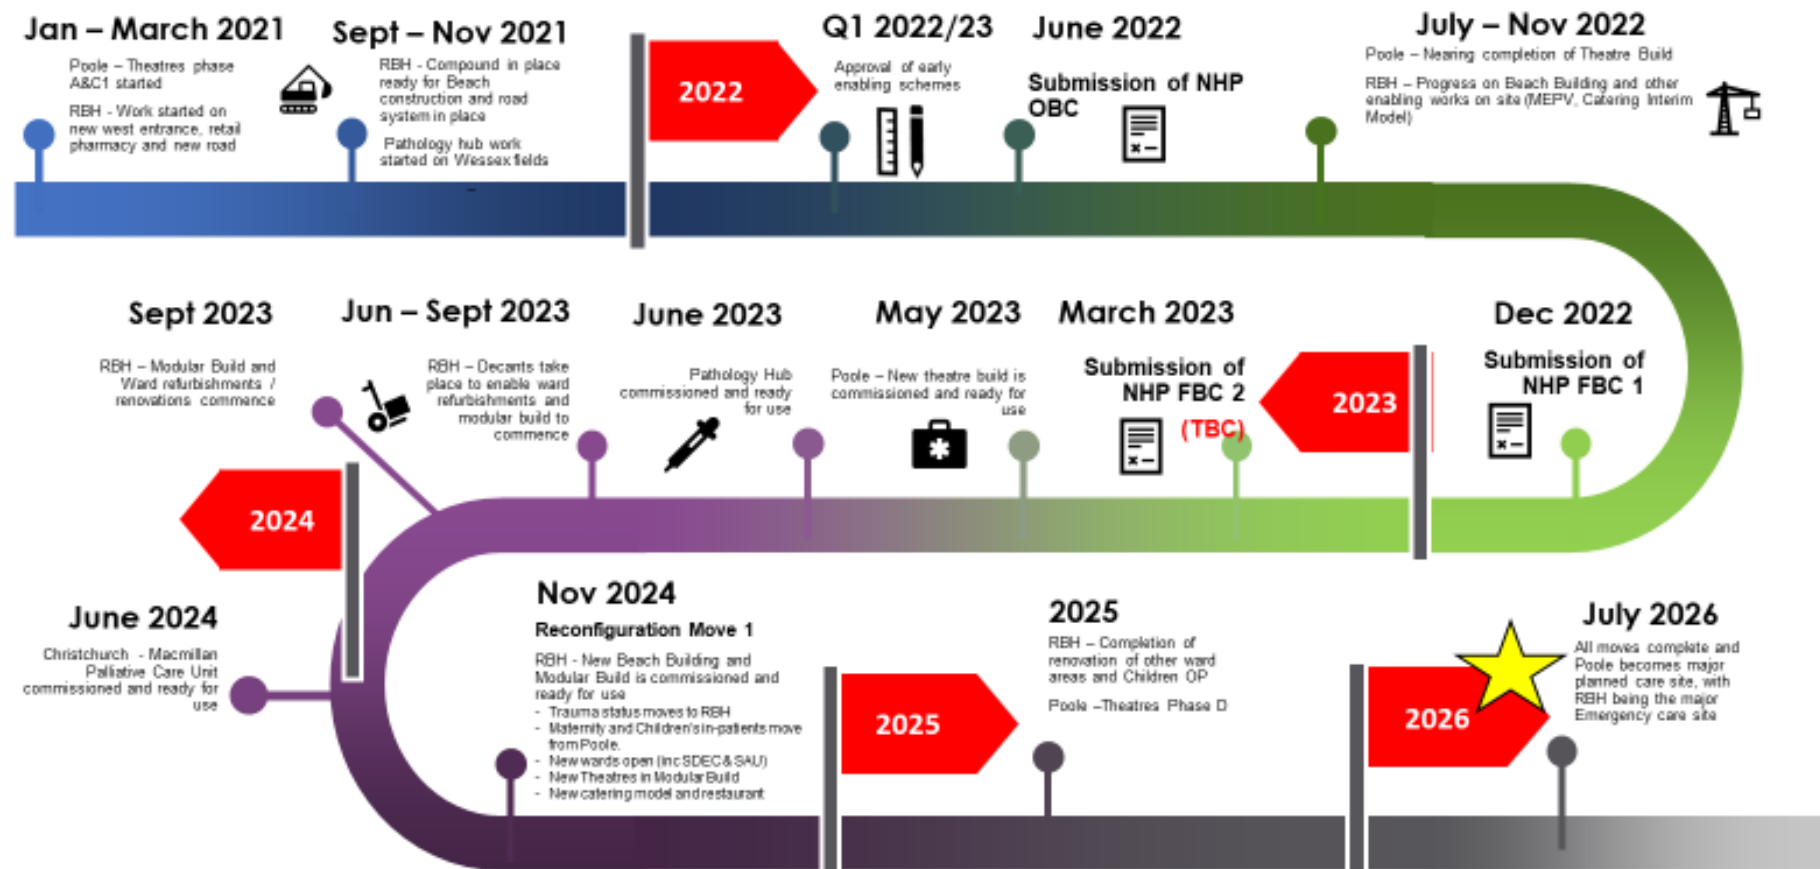 Jan – March 2021
Poole – Theatres phase
A&C1 started
RBH - Work started on
new west entrance, retail
pharmacy and new road
Sept – Nov 2021
RBH - Compound in place
ready for Beach
construction and road
system in place
Pathology hub work
started on Wessex fields
2022
Q1 2022/23
Approval of early
enabling schemes
June 2022
Submission of NHP
OBC
July – Nov 2022
Poole – Nearing completion of Theatre Build
RBH – Progress on Beach Building and other
enabling works on site (MEPV, Catering Interim
Model)
Dec 2022
Submission of
NHP FBC 1
2023
March 2023
Submission of
NHP FBC 2
(TBC)
May 2023
Poole – New theatre build is
commissioned and ready for
use
June 2023
Pathology Hub
commissioned and ready
for use
Jun – Sept 2023
RBH – Decants take
place to enable ward
refurbishments and
modular build to
commence
Sept 2023
RBH – Modular Build and
Ward refurbishments /
renovations commence
2024
June 2024
Christchurch - Macmillan
Palliative Care Unit
commissioned and ready for
use
Nov 2024
Reconfiguration Move 1
RBH - New Beach Building and
Modular Build is commissioned and
ready for use
- Trauma status moves to RBH
- Maternity and Children's in-patients move
from Poole.
- New wards open (inc SDEC & SAU)
- New Theatres in Modular Build
- New catering model and restaurant
2025
2025
RBH – Completion of
renovation of other ward
areas and Children OP
Poole –Theatres Phase D
2026
July 2026
All moves complete and
Poole becomes major
planned care site, with
RBH being the major
Emergency care site